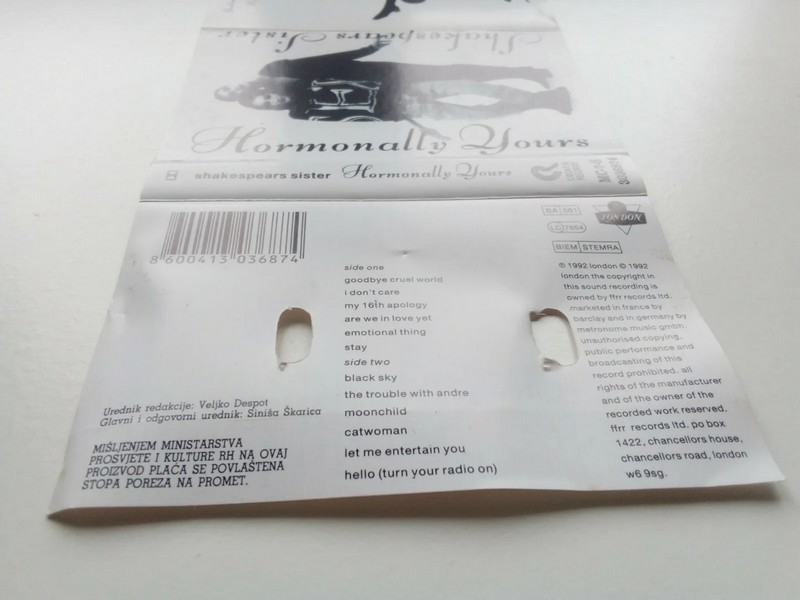 Shakespears Sister
Hormonally Yours
shakespears sister Hormonally Yours
MC-6-S
LONDON
BA 581
LC 7654
BIEM STEMRA
8 600413 036874
side one
goodbye cruel world
i don't care
my 16th apology
are we in love yet
emotional thing
stay
side two
black sky
the trouble with andre
moonchild
catwoman
let me entertain you
hello (turn your radio on)
℗ 1992 london © 1992
london the copyright in
this sound recording is
owned by ffrr records ltd.
marketed in france by
barclay and in germany by
metronome music gmbh.
unauthorised copying,
public performance and
broadcasting of this
record prohibited. all
rights of the manufacturer
and of the owner of the
recorded work reserved.
ffrr records ltd. po box
1422, chancellors house,
chancellors road, london
w6 9sg.
Urednik redakcije: Veljko Despot
Glavni i odgovorni urednik: Siniša Škarica
MIŠLJENJEM MINISTARSTVA
PROSVJETE I KULTURE RH NA OVAJ
PROIZVOD PLAĆA SE POVLAŠTENA
STOPA POREZA NA PROMET.